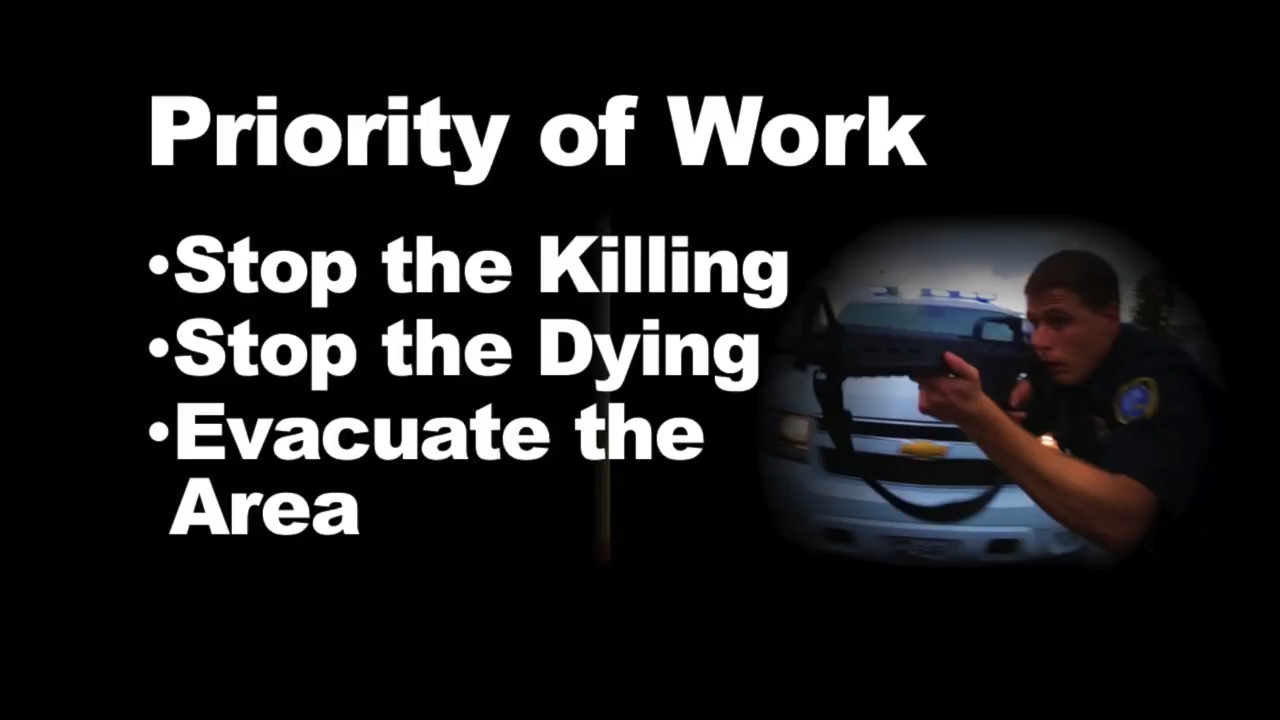 Priority of Work
•Stop the Killing
•Stop the Dying
•Evacuate the
Area